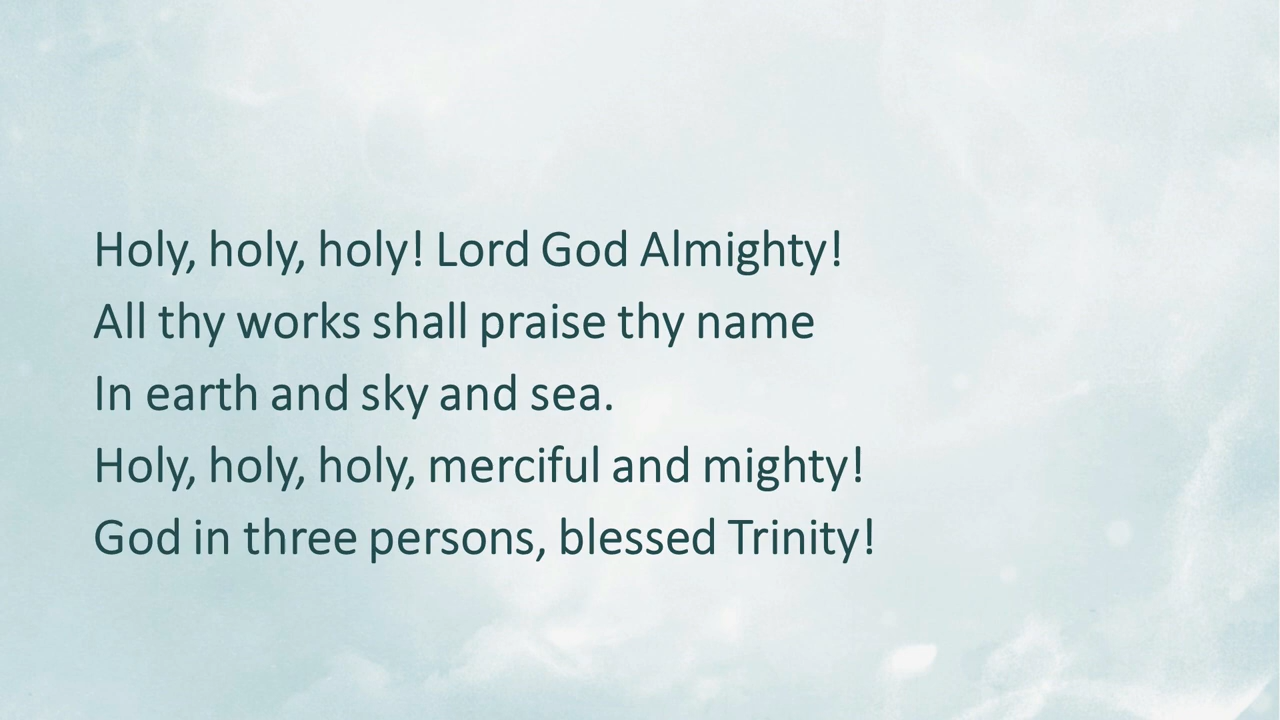 Holy, holy, holy! Lord God Almighty!
All thy works shall praise thy name
In earth and sky and sea.
Holy, holy, holy, merciful and mighty!
God in three persons, blessed Trinity!